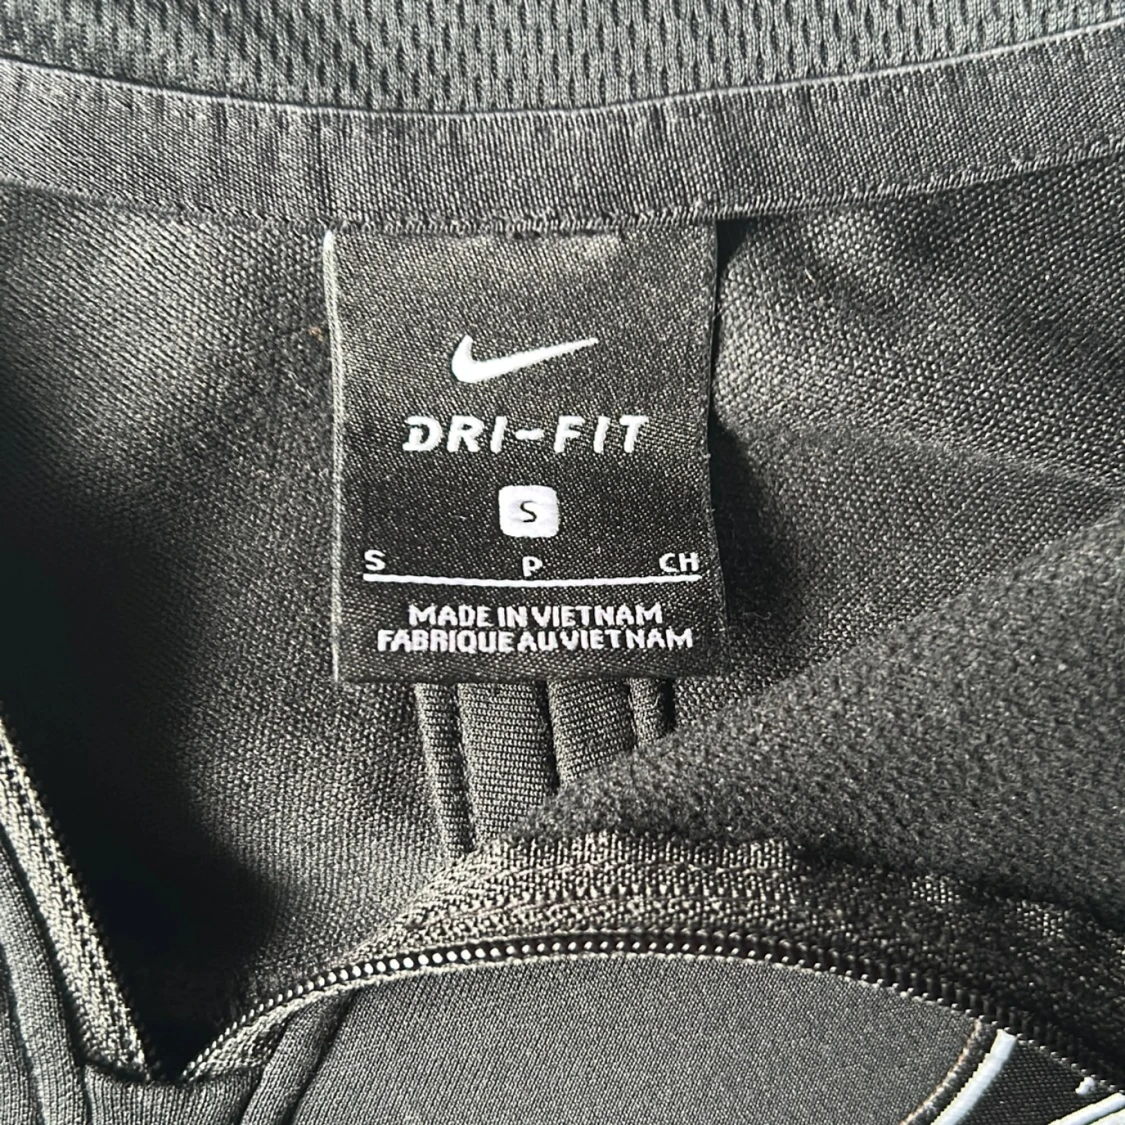 DRI-FIT
S
S P CH
MADE IN VIETNAM
FABRIQUE AU VIETNAM